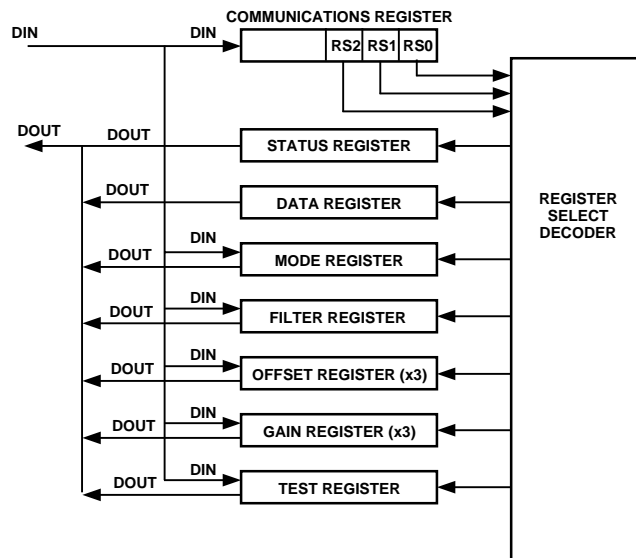 COMMUNICATIONS REGISTER
DIN
DIN
RS2 RS1 RS0
DOUT
DOUT
STATUS REGISTER
DOUT
DATA REGISTER
REGISTER
SELECT
DECODER
DIN
DOUT
MODE REGISTER
DIN
DOUT
FILTER REGISTER
DIN
DOUT
OFFSET REGISTER (x3)
DIN
DOUT
GAIN REGISTER (x3)
DIN
DOUT
TEST REGISTER